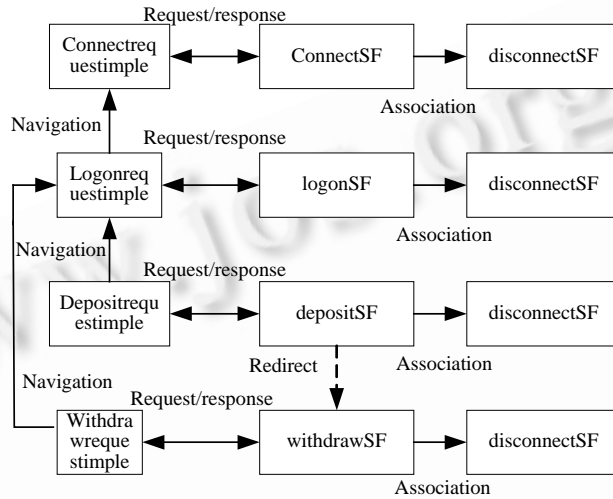 Request/response
Connectreq
uestimple
ConnectSF
disconnectSF
Association
Navigation
Request/response
Logonreq
uestimple
logonSF
disconnectSF
Association
Navigation
Request/response
Depositrequ
estimple
depositSF
disconnectSF
Redirect
Association
Navigation
Request/response
Withdra
wreque
stimple
withdrawSF
disconnectSF
Association